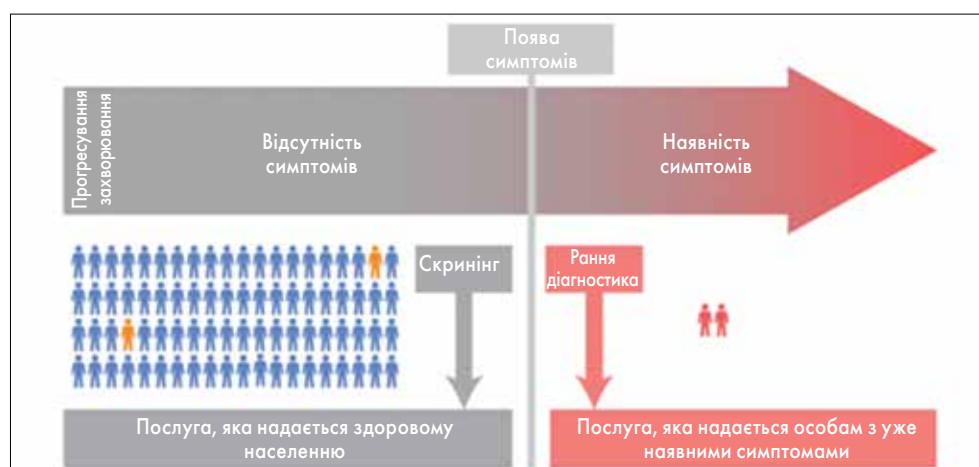 Поява
симптомів
Прогресування
захворювання
Відсутність
симптомів
Наявність
симптомів
Скринінг
Рання
діагностика
Послуга, яка надається здоровому
населенню
Послуга, яка надається особам з уже
наявними симптомами